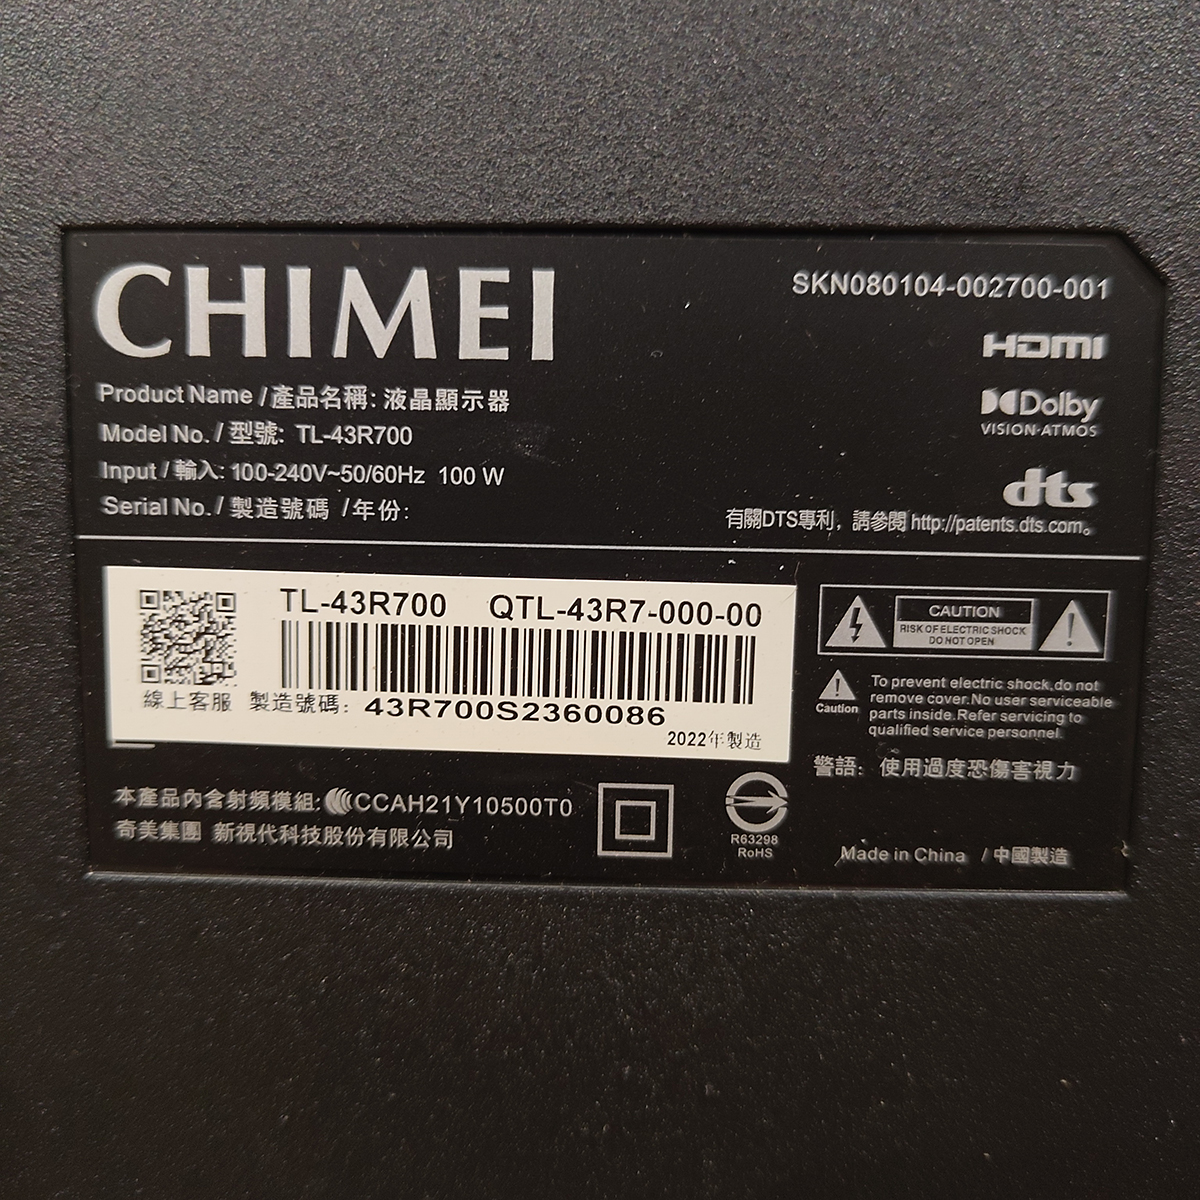 CHIMEI
SKN080104-002700-001
HDMI
Dolby
VISION·ATMOS
dts
Product Name /產品名稱: 液晶顯示器
Model No. / 型號: TL-43R700
Input / 輸入: 100-240V~50/60Hz 100 W
Serial No. / 製造號碼 /年份:
有關DTS專利，請參閱 http://patents.dts.com。
TL-43R700 QTL-43R7-000-00
線上客服 製造號碼: 43R700S2360086
2022年製造
CAUTION
RISK OF ELECTRIC SHOCK
DO NOT OPEN
Caution
To prevent electric shock,do not
remove cover.No user serviceable
parts inside.Refer servicing to
qualified service personnel.
警語: 使用過度恐傷害視力
本產品內含射頻模組: CCAH21Y10500T0
奇美集團 新視代科技股份有限公司
R63298
RoHS
Made in China / 中國製造